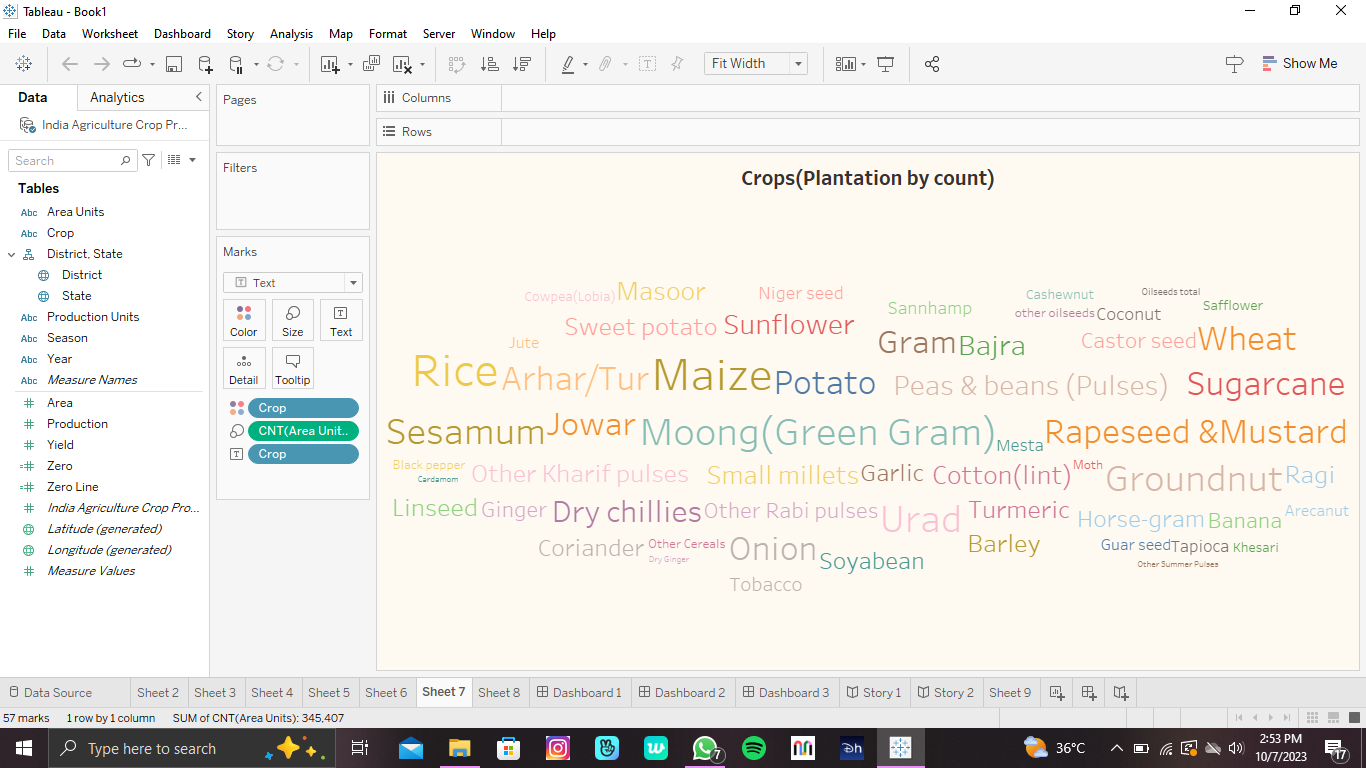 Tableau - Book1
File Data Worksheet Dashboard Story Analysis Map Format Server Window Help
Fit Width
Show Me
Data Analytics
India Agriculture Crop Pr...
Search
Tables
Abc Area Units
Abc Crop
District, State
District
State
Abc Production Units
Abc Season
Abc Year
Abc Measure Names
Area
Production
Yield
Zero
Zero Line
India Agriculture Crop Pro...
Latitude (generated)
Longitude (generated)
Measure Values
Pages
Filters
Marks
Text
Color Size Text
Detail Tooltip
Crop
CNT(Area Unit..
Crop
Columns
Rows
Crops(Plantation by count)
Cowpea(Lobia) Masoor Niger seed Sannhamp Cashewnut Oilseeds total
other oilseeds Coconut Safflower
Sweet potato Sunflower
Jute Gram Bajra Castor seed Wheat
Rice Arhar/Tur Maize Potato Peas & beans (Pulses) Sugarcane
Sesamum Jowar Moong(Green Gram) Mesta Rapeseed &Mustard
Black pepper Other Kharif pulses Small millets Garlic Cotton(lint) Moth Groundnut Ragi
Cardamom
Linseed Ginger Dry chillies Other Rabi pulses Urad Turmeric Horse-gram Banana Arecanut
Coriander Other Cereals Onion Soyabean Barley Guar seed Tapioca Khesari
Dry Ginger Other Summer Pulses
Tobacco
Data Source Sheet 2 Sheet 3 Sheet 4 Sheet 5 Sheet 6 Sheet 7 Sheet 8 Dashboard 1 Dashboard 2 Dashboard 3 Story 1 Story 2 Sheet 9
57 marks 1 row by 1 column SUM of CNT(Area Units): 345,407
Type here to search
7
36°C
2:53 PM
10/7/2023
17